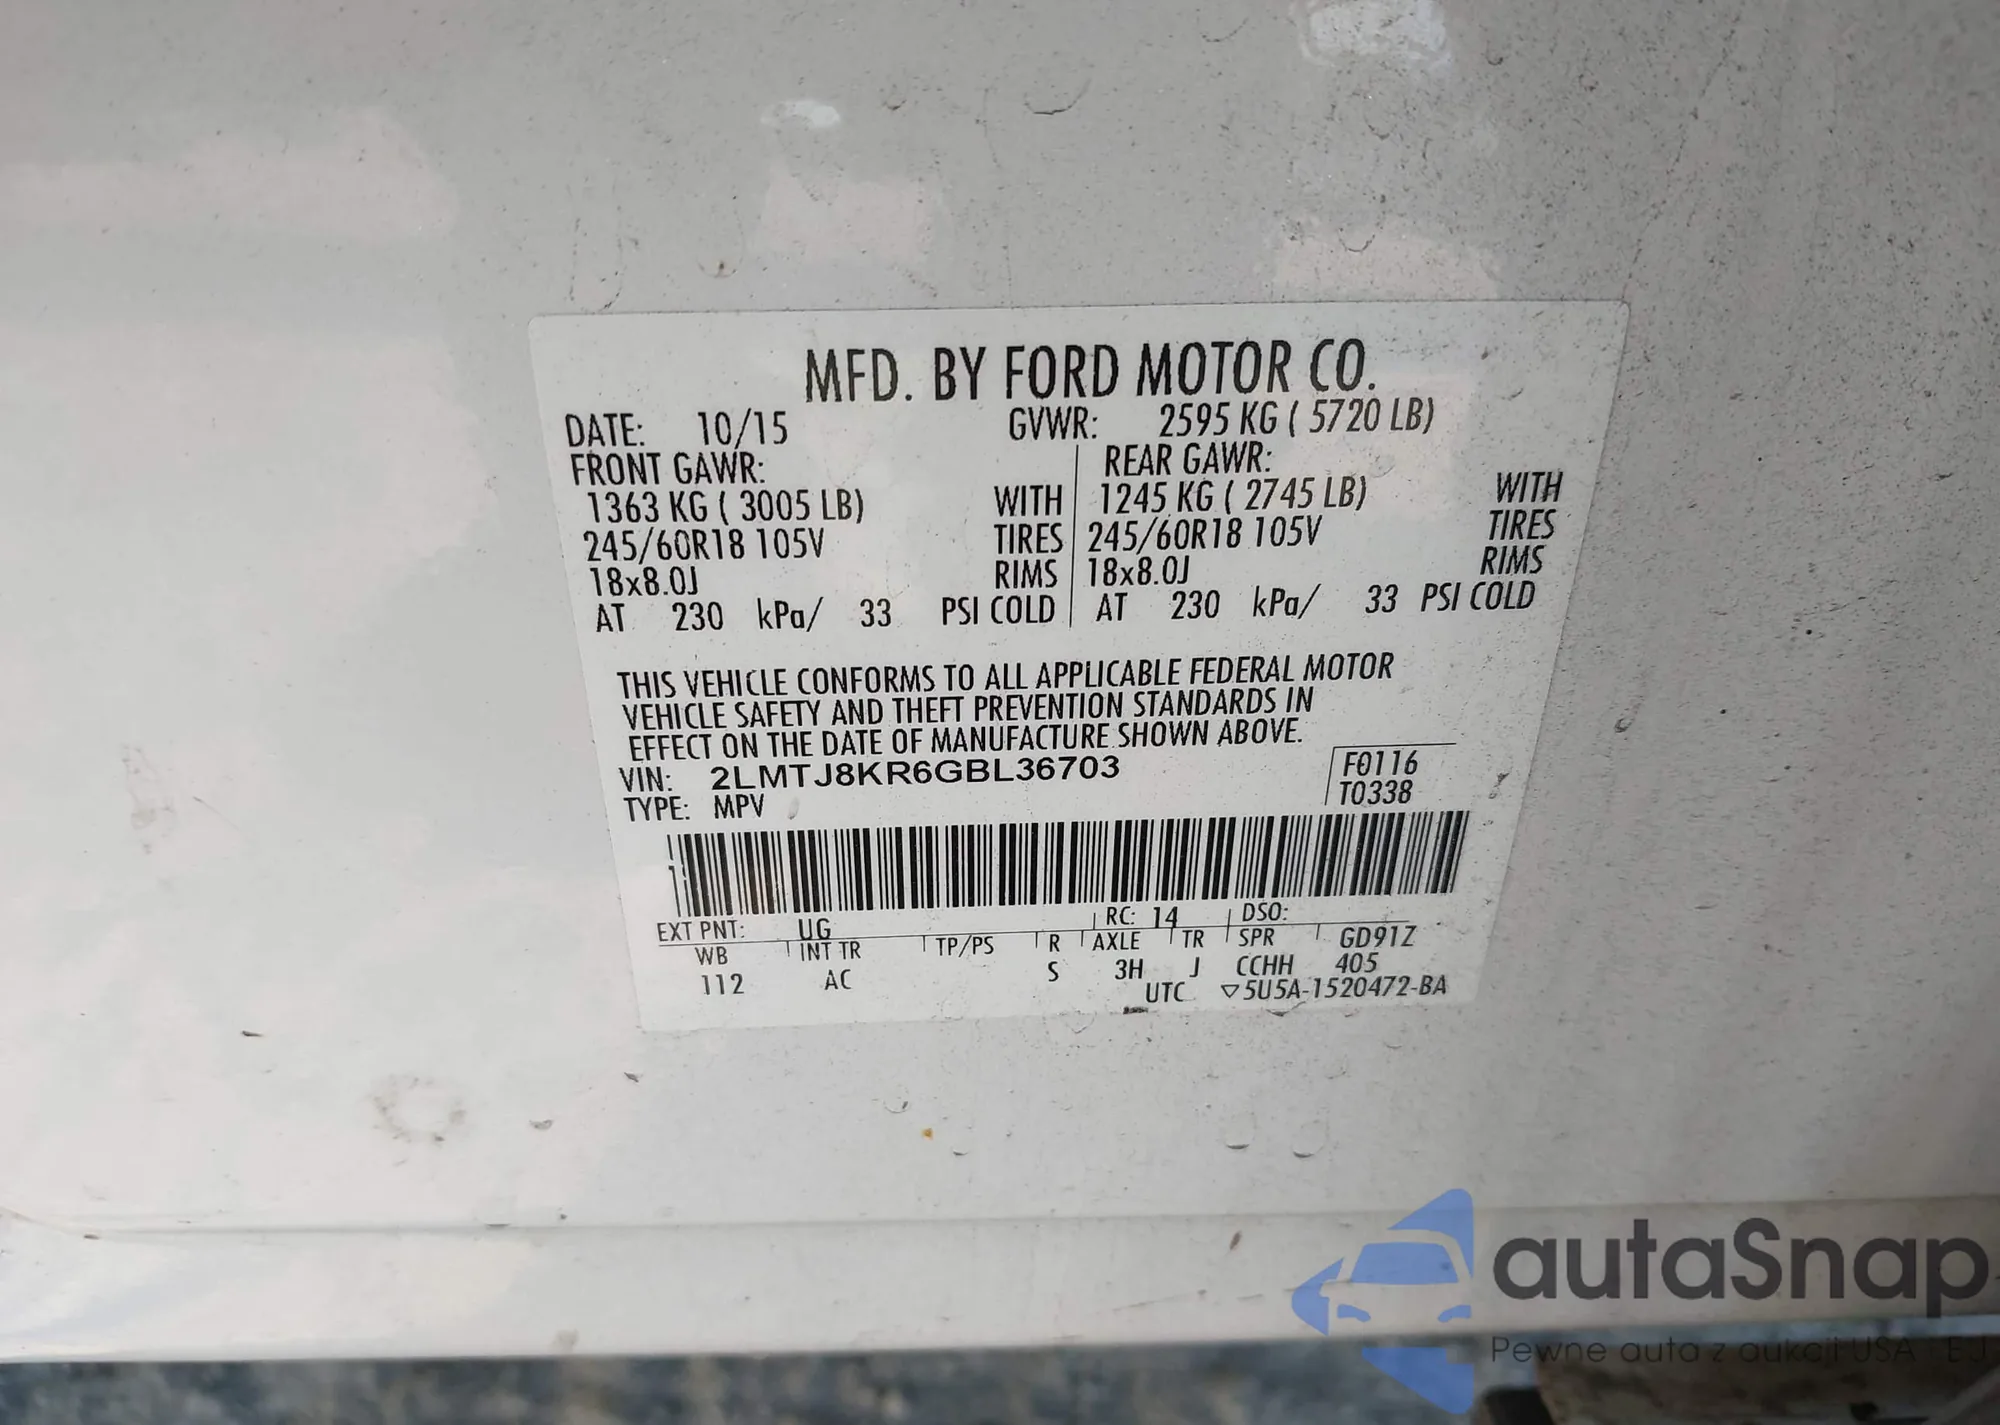 MFD. BY FORD MOTOR CO.
DATE: 10/15 GVWR: 2595 KG ( 5720 LB)
FRONT GAWR: REAR GAWR:
1363 KG ( 3005 LB) WITH 1245 KG ( 2745 LB) WITH
245/60R18 105V TIRES 245/60R18 105V TIRES
18x8.0J RIMS 18x8.0J RIMS
AT 230 kPa/ 33 PSI COLD AT 230 kPa/ 33 PSI COLD
THIS VEHICLE CONFORMS TO ALL APPLICABLE FEDERAL MOTOR
VEHICLE SAFETY AND THEFT PREVENTION STANDARDS IN
EFFECT ON THE DATE OF MANUFACTURE SHOWN ABOVE.
VIN: 2LMTJ8KR6GBL36703 F0116
TYPE: MPV T0338
EXT PNT: UG RC: 14 DSO:
WB INT TR TP/PS R AXLE TR SPR GD91Z
112 AC S 3H J CCHH 405
UTC ▽5U5A-1520472-BA
autaSnap
Pewne auta z aukcji USA i EJ